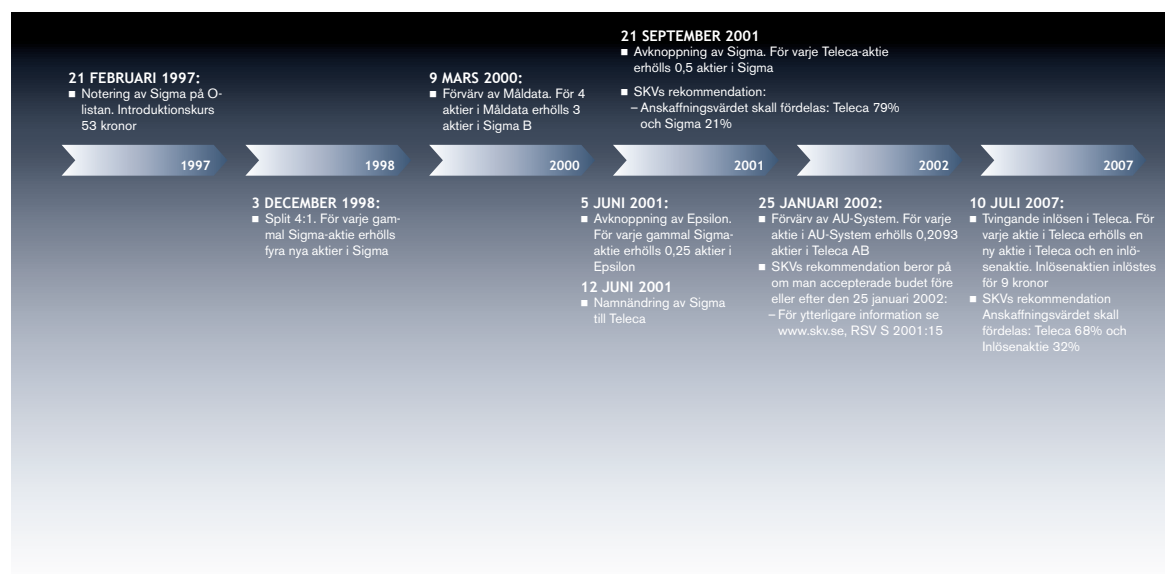 21 FEBRUARI 1997:
■ Notering av Sigma på O-
listan. Introduktionskurs
53 kronor
9 MARS 2000:
■ Förvärv av Måldata. För 4
aktier i Måldata erhölls 3
aktier i Sigma B
21 SEPTEMBER 2001
■ Avknoppning av Sigma. För varje Teleca-aktie
erhölls 0,5 aktier i Sigma
■ SKVs rekommendation:
– Anskaffningsvärdet skall fördelas: Teleca 79%
och Sigma 21%
1997
1998
2000
2001
2002
2007
3 DECEMBER 1998:
■ Split 4:1. För varje gam-
mal Sigma-aktie erhölls
fyra nya aktier i Sigma
5 JUNI 2001:
■ Avknoppning av Epsilon.
För varje gammal Sigma-
aktie erhölls 0,25 aktier i
Epsilon
12 JUNI 2001
■ Namnändring av Sigma
till Teleca
25 JANUARI 2002:
■ Förvärv av AU-System. För varje
aktie i AU-System erhölls 0,2093
aktier i Teleca AB
■ SKVs rekommendation beror på
om man accepterade budet före
eller efter den 25 januari 2002:
– För ytterligare information se
www.skv.se, RSV S 2001:15
10 JULI 2007:
■ Tvingande inlösen i Teleca. För
varje aktie i Teleca erhölls en
ny aktie i Teleca och en inlö-
senaktie. Inlösenaktien inlöstes
för 9 kronor
■ SKVs rekommendation
Anskaffningsvärdet skall
fördelas: Teleca 68% och
Inlösenaktie 32%